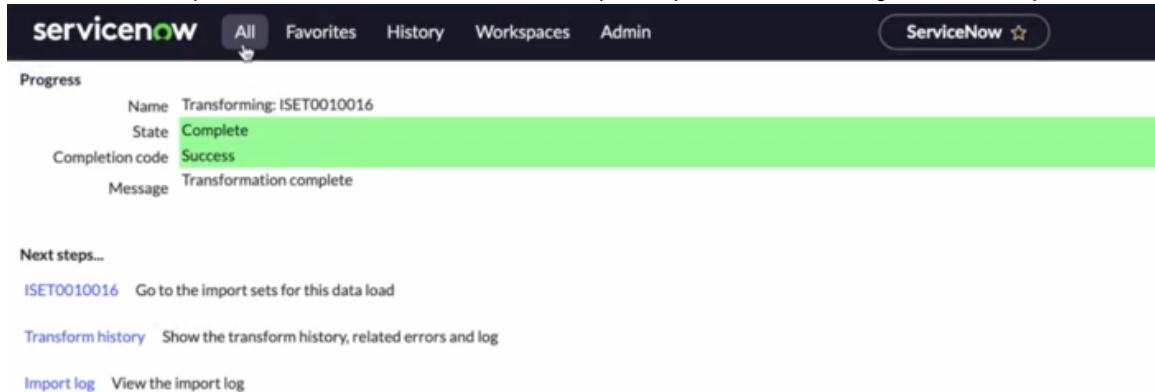 servicenow All Favorites History Workspaces Admin ServiceNow
Progress
Name Transforming: ISET0010016
State Complete
Completion code Success
Message Transformation complete
Next steps...
ISET0010016 Go to the import sets for this data load
Transform history Show the transform history, related errors and log
Import log View the import log